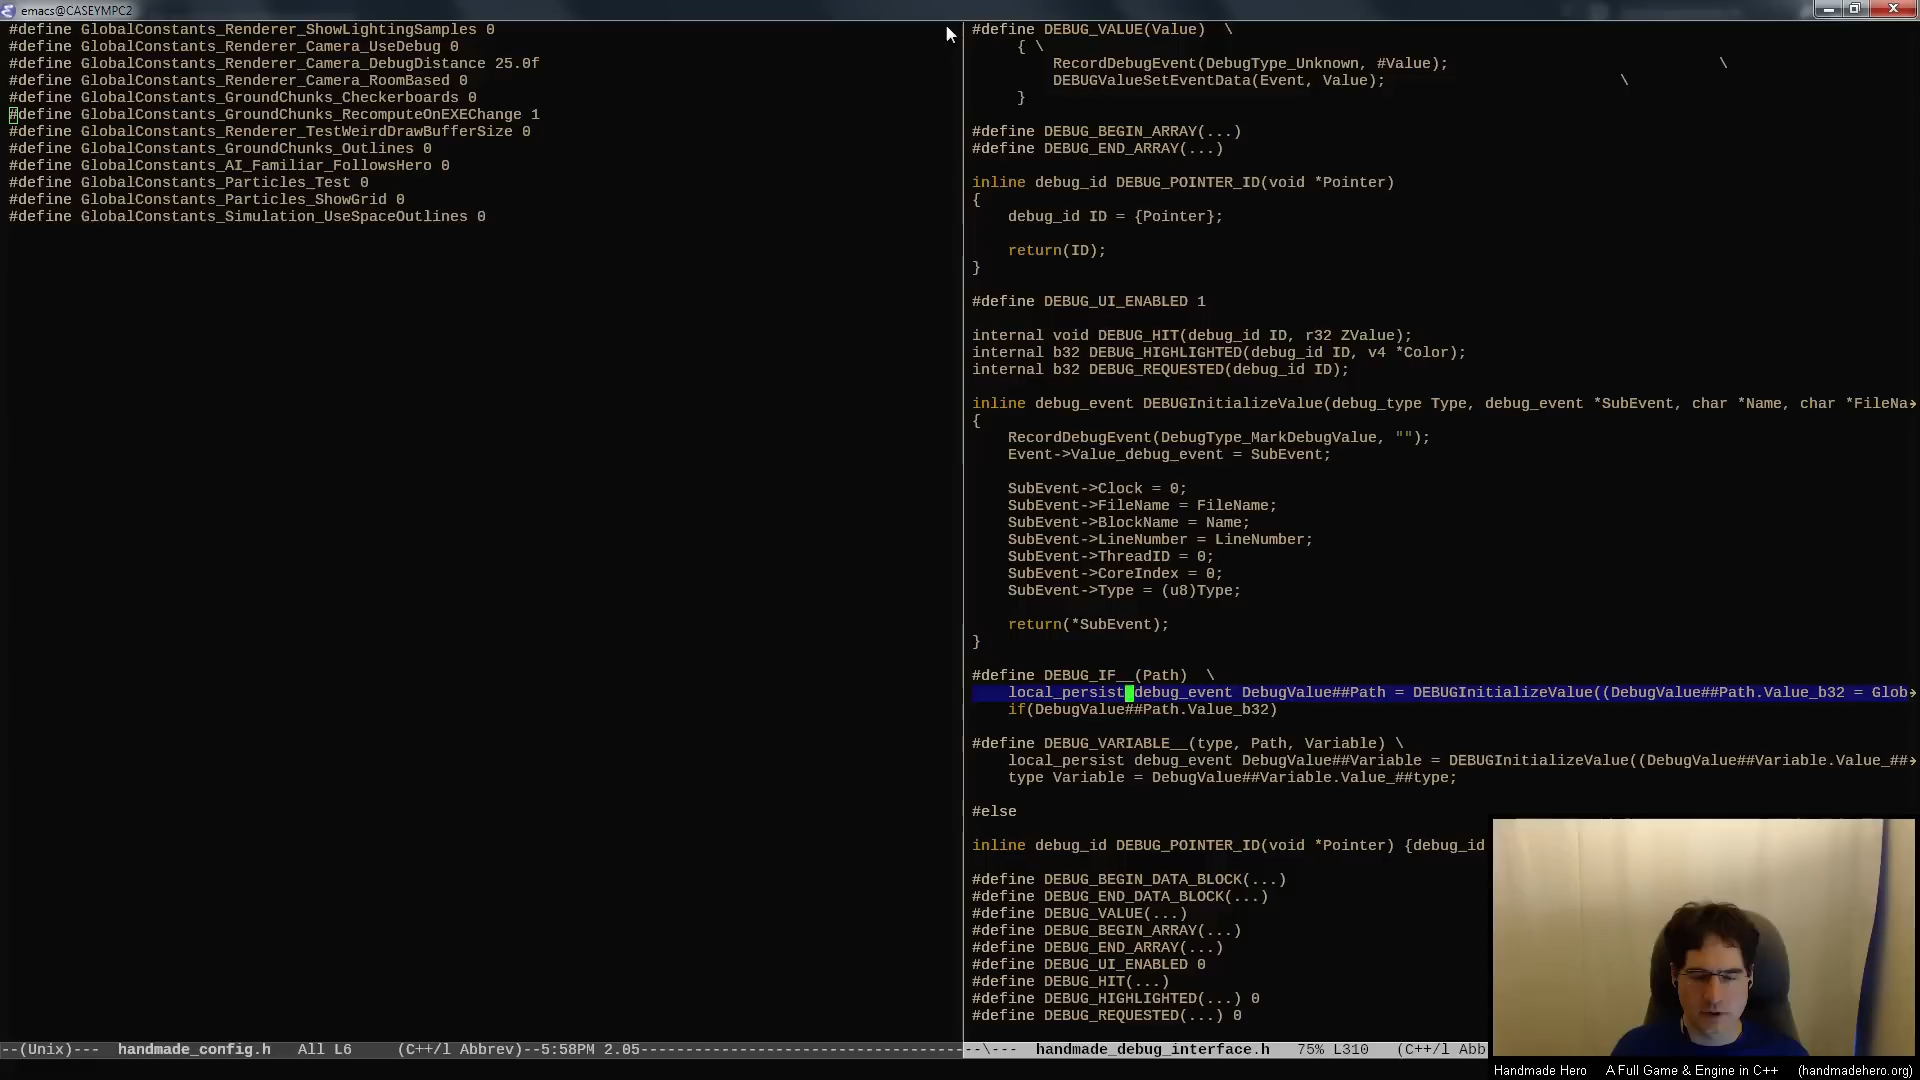 emacs@CASEYMPC2
#define GlobalConstants_Renderer_ShowLightingSamples 0
#define GlobalConstants_Renderer_Camera_UseDebug 0
#define GlobalConstants_Renderer_Camera_DebugDistance 25.0f
#define GlobalConstants_Renderer_Camera_RoomBased 0
#define GlobalConstants_GroundChunks_Checkerboards 0
#define GlobalConstants_GroundChunks_RecomputeOnEXEChange 1
#define GlobalConstants_Renderer_TestWeirdDrawBufferSize 0
#define GlobalConstants_GroundChunks_Outlines 0
#define GlobalConstants_AI_Familiar_FollowsHero 0
#define GlobalConstants_Particles_Test 0
#define GlobalConstants_Particles_ShowGrid 0
#define GlobalConstants_Simulation_UseSpaceOutlines 0
--(Unix)--- handmade_config.h All L6 (C++/l Abbrev)--5:58PM 2.05-----------------------------------
#define DEBUG_VALUE(Value) \
{ \
RecordDebugEvent(DebugType_Unknown, #Value); \
DEBUGValueSetEventData(Event, Value); \
}
#define DEBUG_BEGIN_ARRAY(...)
#define DEBUG_END_ARRAY(...)
inline debug_id DEBUG_POINTER_ID(void *Pointer)
{
debug_id ID = {Pointer};
return(ID);
}
#define DEBUG_UI_ENABLED 1
internal void DEBUG_HIT(debug_id ID, r32 ZValue);
internal b32 DEBUG_HIGHLIGHTED(debug_id ID, v4 *Color);
internal b32 DEBUG_REQUESTED(debug_id ID);
inline debug_event DEBUGInitializeValue(debug_type Type, debug_event *SubEvent, char *Name, char *FileNa
{
RecordDebugEvent(DebugType_MarkDebugValue, "");
Event->Value_debug_event = SubEvent;
SubEvent->Clock = 0;
SubEvent->FileName = FileName;
SubEvent->BlockName = Name;
SubEvent->LineNumber = LineNumber;
SubEvent->ThreadID = 0;
SubEvent->CoreIndex = 0;
SubEvent->Type = (u8)Type;
return(*SubEvent);
}
#define DEBUG_IF__(Path) \
local_persist debug_event DebugValue##Path = DEBUGInitializeValue((DebugValue##Path.Value_b32 = Glob
if(DebugValue##Path.Value_b32)
#define DEBUG_VARIABLE__(type, Path, Variable) \
local_persist debug_event DebugValue##Variable = DEBUGInitializeValue((DebugValue##Variable.Value_##
type Variable = DebugValue##Variable.Value_##type;
#else
inline debug_id DEBUG_POINTER_ID(void *Pointer) {debug_id
#define DEBUG_BEGIN_DATA_BLOCK(...)
#define DEBUG_END_DATA_BLOCK(...)
#define DEBUG_VALUE(...)
#define DEBUG_BEGIN_ARRAY(...)
#define DEBUG_END_ARRAY(...)
#define DEBUG_UI_ENABLED 0
#define DEBUG_HIT(...)
#define DEBUG_HIGHLIGHTED(...) 0
#define DEBUG_REQUESTED(...) 0
--\--- handmade_debug_interface.h 75% L310 (C++/l Abb
Handmade Hero A Full Game & Engine in C++ (handmadehero.org)